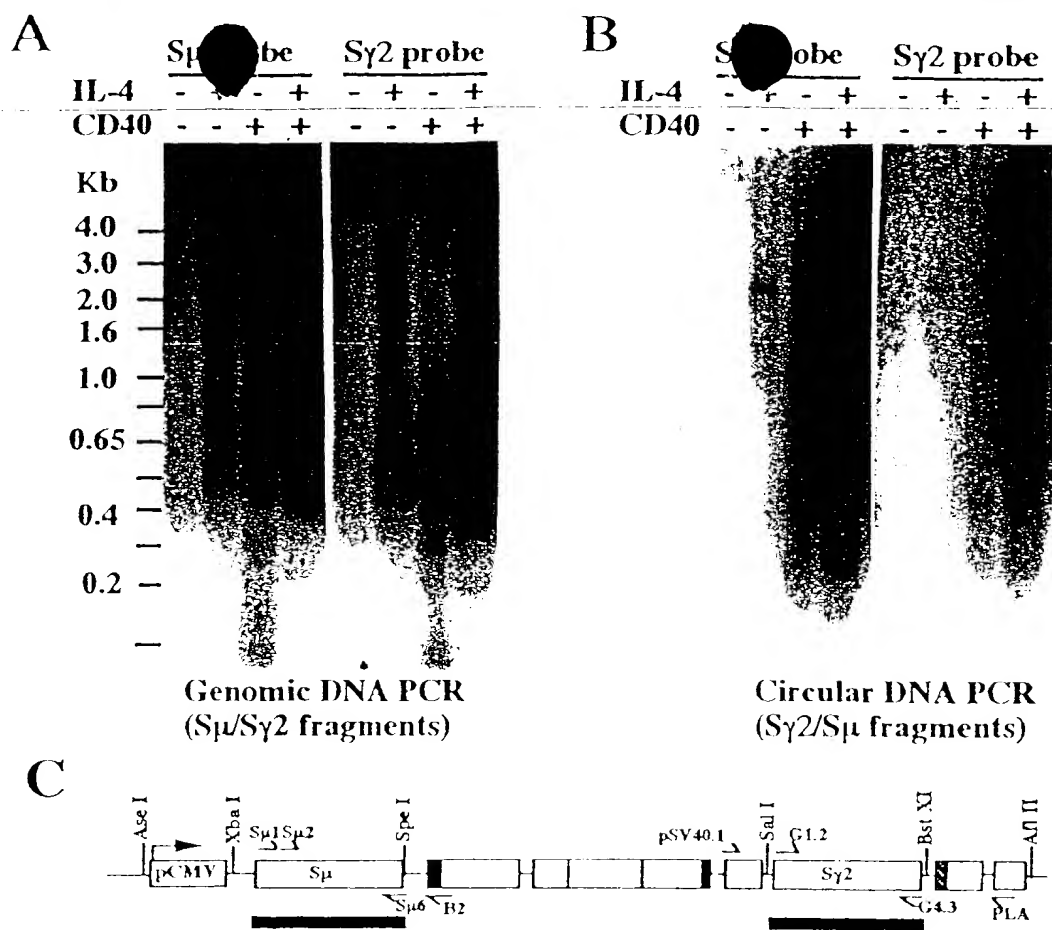 A
Sγ2 probe
IL-4 - + - +
CD40 - - + + - - + +
Kb
4.0
3.0
2.0
1.6
1.0
0.65
0.4
0.2
Genomic DNA PCR
(Sμ/Sγ2 fragments)
B
Sγ2 probe
IL-4 - + + - + - +
CD40 - - + + - - + +
Circular DNA PCR
(Sγ2/Sμ fragments)
C
Ase I
pCMV
Xba I
Sμ1 Sμ2
Sμ
Spe I
Sμ6
B2
pSV40.1
Sal I
G1.2
Sγ2
Bst XI
G4.3
PLA
Afl II